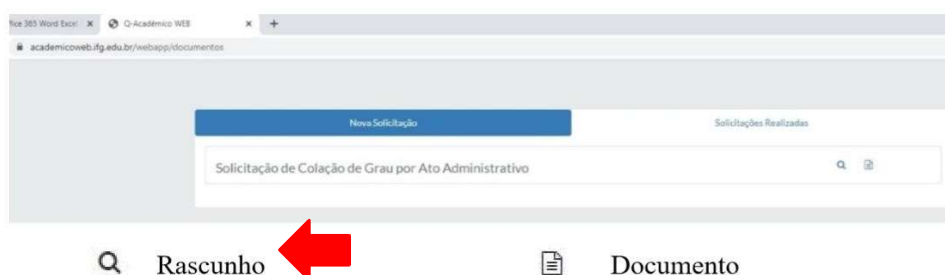 fice 365 Word Excel Q-Acadêmico WEB
academicoweb.ifg.edu.br/webapp/documentos
Nova Solicitação Solicitações Realizadas
Solicitação de Colação de Grau por Ato Administrativo
Rascunho Documento